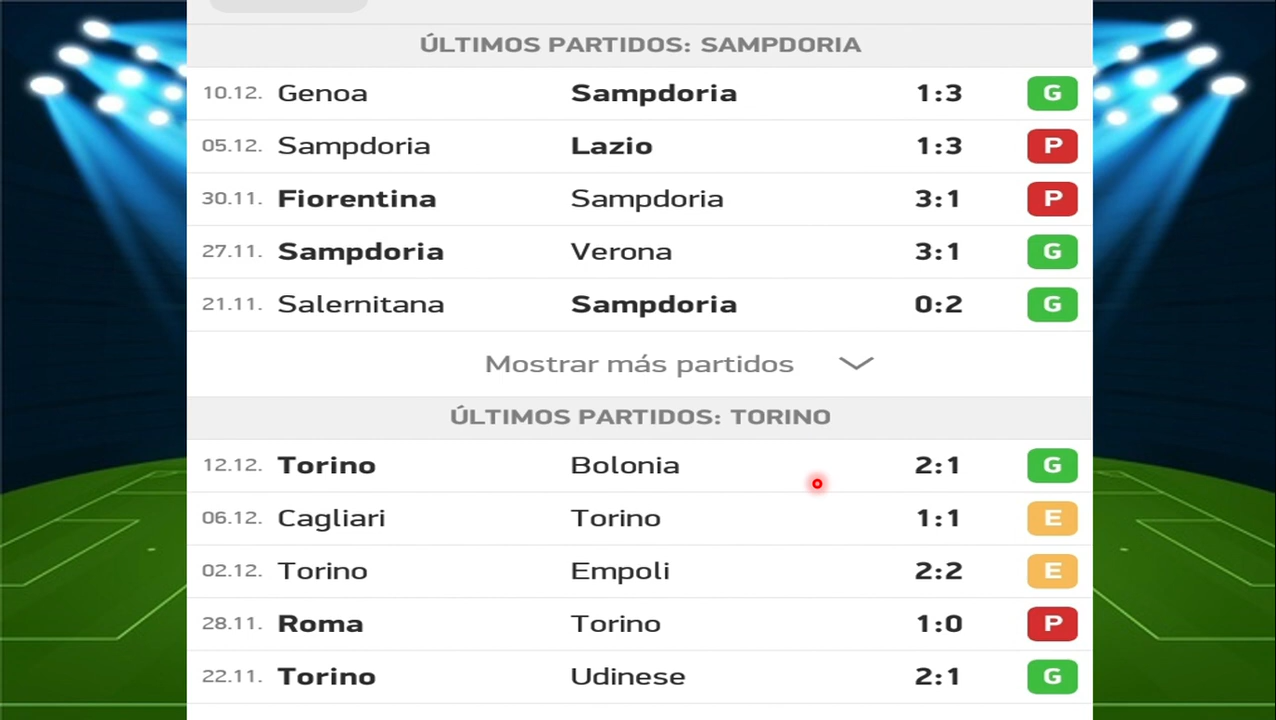 ÚLTIMOS PARTIDOS: SAMPDORIA
10.12. Genoa Sampdoria 1:3 G
05.12. Sampdoria Lazio 1:3 P
30.11. Fiorentina Sampdoria 3:1 P
27.11. Sampdoria Verona 3:1 G
21.11. Salernitana Sampdoria 0:2 G
Mostrar más partidos
ÚLTIMOS PARTIDOS: TORINO
12.12. Torino Bolonia 2:1 G
06.12. Cagliari Torino 1:1 E
02.12. Torino Empoli 2:2 E
28.11. Roma Torino 1:0 P
22.11. Torino Udinese 2:1 G